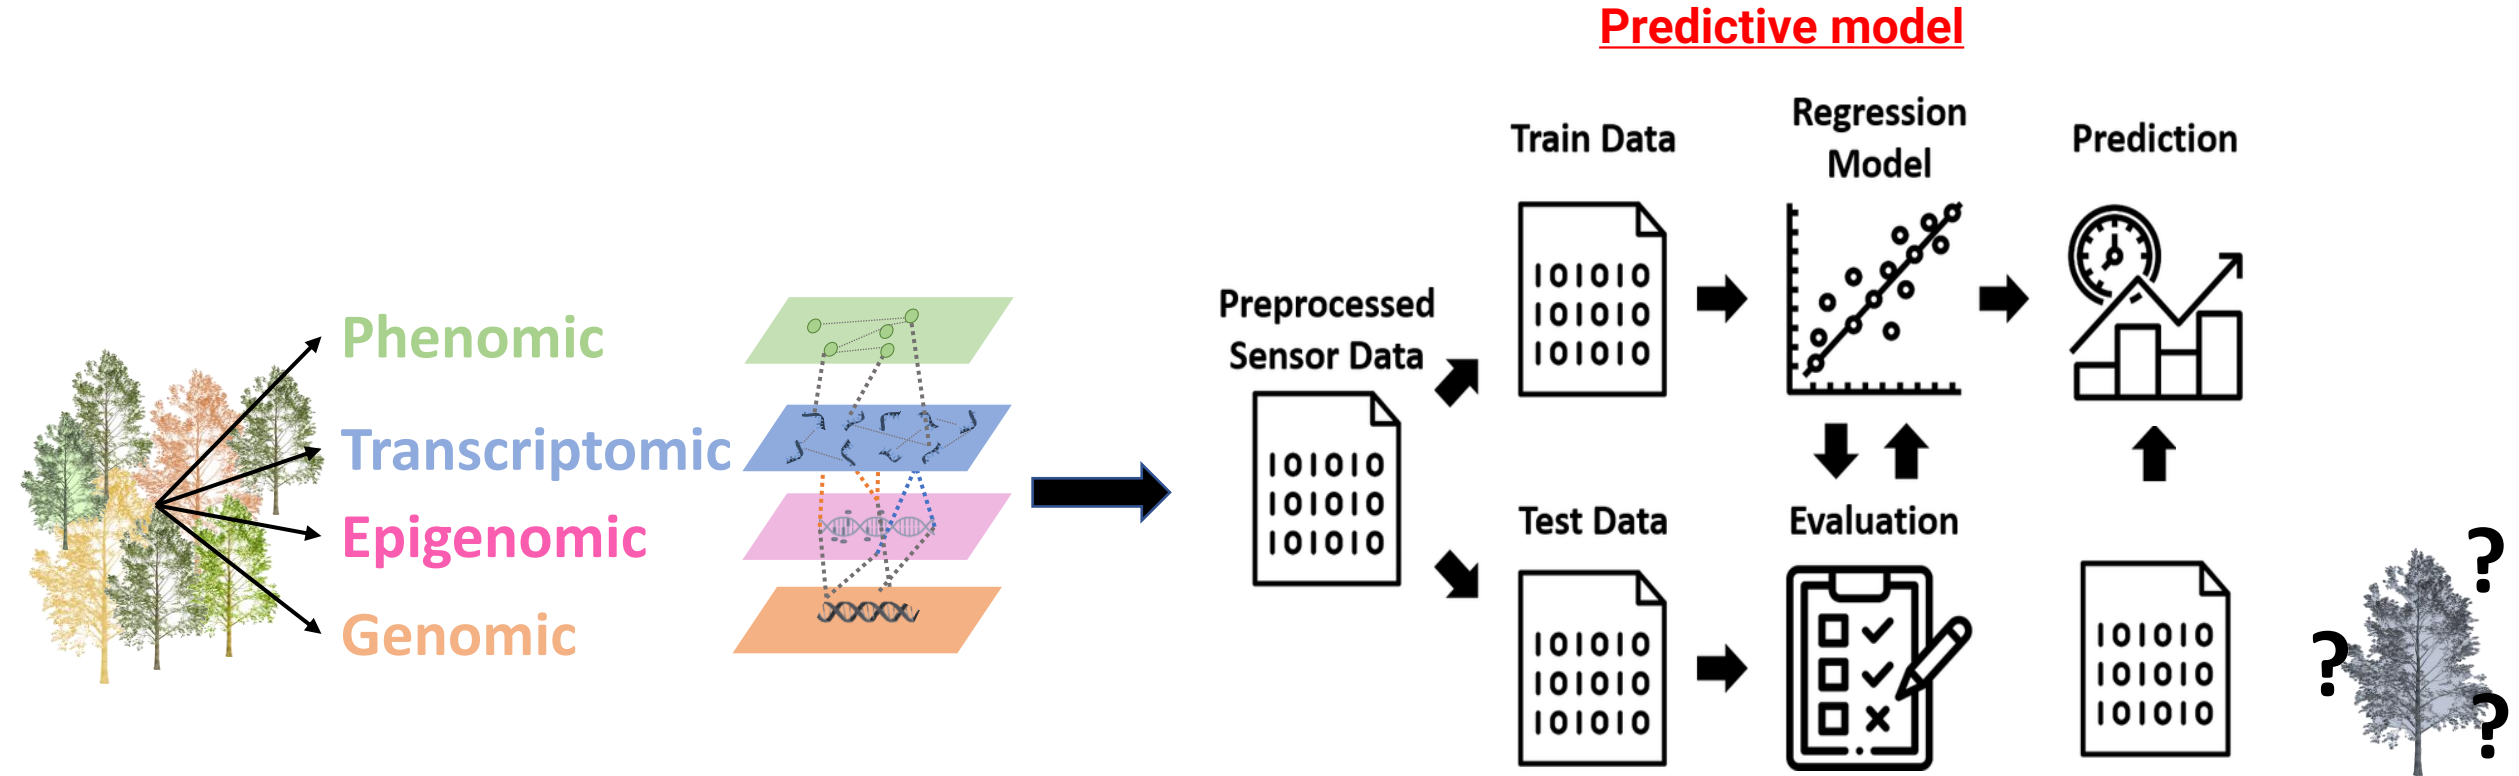 Predictive model
Phenomic
Transcriptomic
Epigenomic
Genomic
Preprocessed
Sensor Data
101010
101010
101010
Train Data
101010
101010
101010
Regression
Model
Prediction
Test Data
101010
101010
101010
Evaluation
101010
101010
101010
?
?
?